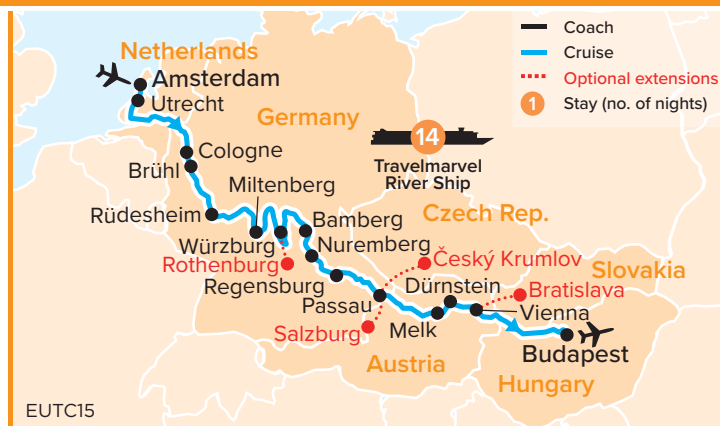 Coach
Cruise
Optional extensions
1 Stay (no. of nights)
Netherlands
Amsterdam
Utrecht
Germany
14
Travelmarvel
River Ship
Cologne
Brühl
Miltenberg
Rüdesheim
Bamberg
Czech Rep.
Würzburg
Nuremberg
Rothenburg
Český Krumlov
Slovakia
Regensburg
Dürnstein
Bratislava
Passau
Vienna
Salzburg
Melk
Budapest
Austria
Hungary
EUTC15